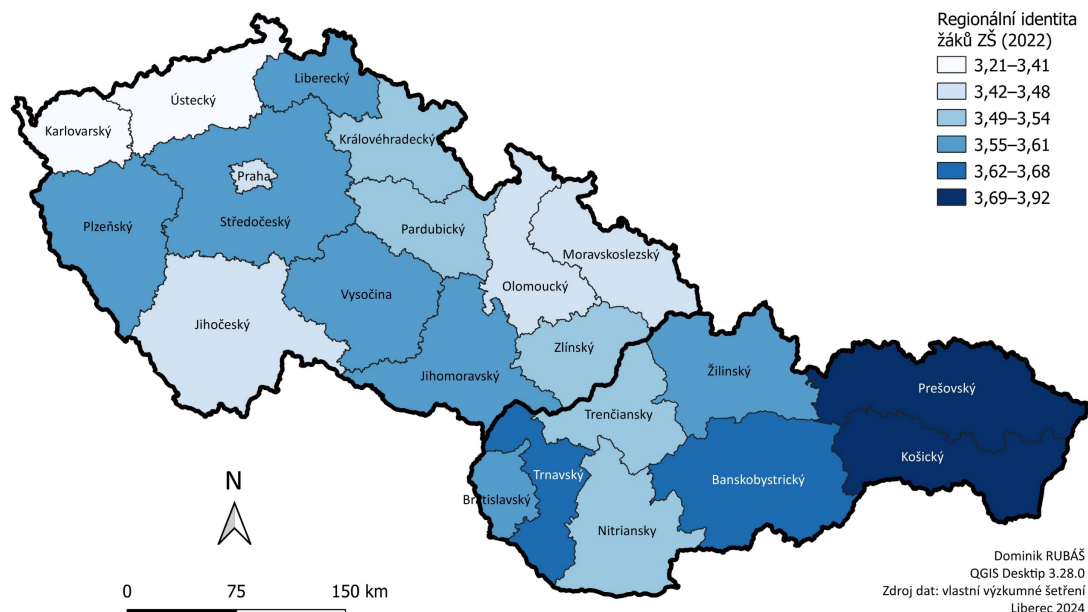 Regionální identita
žáků ZŠ (2022)
3,21–3,41
3,42–3,48
3,49–3,54
3,55–3,61
3,62–3,68
3,69–3,92
Liberecký
Ústecký
Karlovarský
Královéhradecký
Praha
Středočeský
Plzeňský
Pardubický
Moravskoslezský
Olomoucký
Vysočina
Jihočeský
Zlínský
Jihomoravský
Žilinský
Prešovský
Trenčiansky
Košický
Trnavský
Banskobystrický
Bratislavský
Nitriansky
N
0 75 150 km
Dominik RUBÁŠ
QGIS Desktip 3.28.0
Zdroj dat: vlastní výzkumné šetření
Liberec 2024